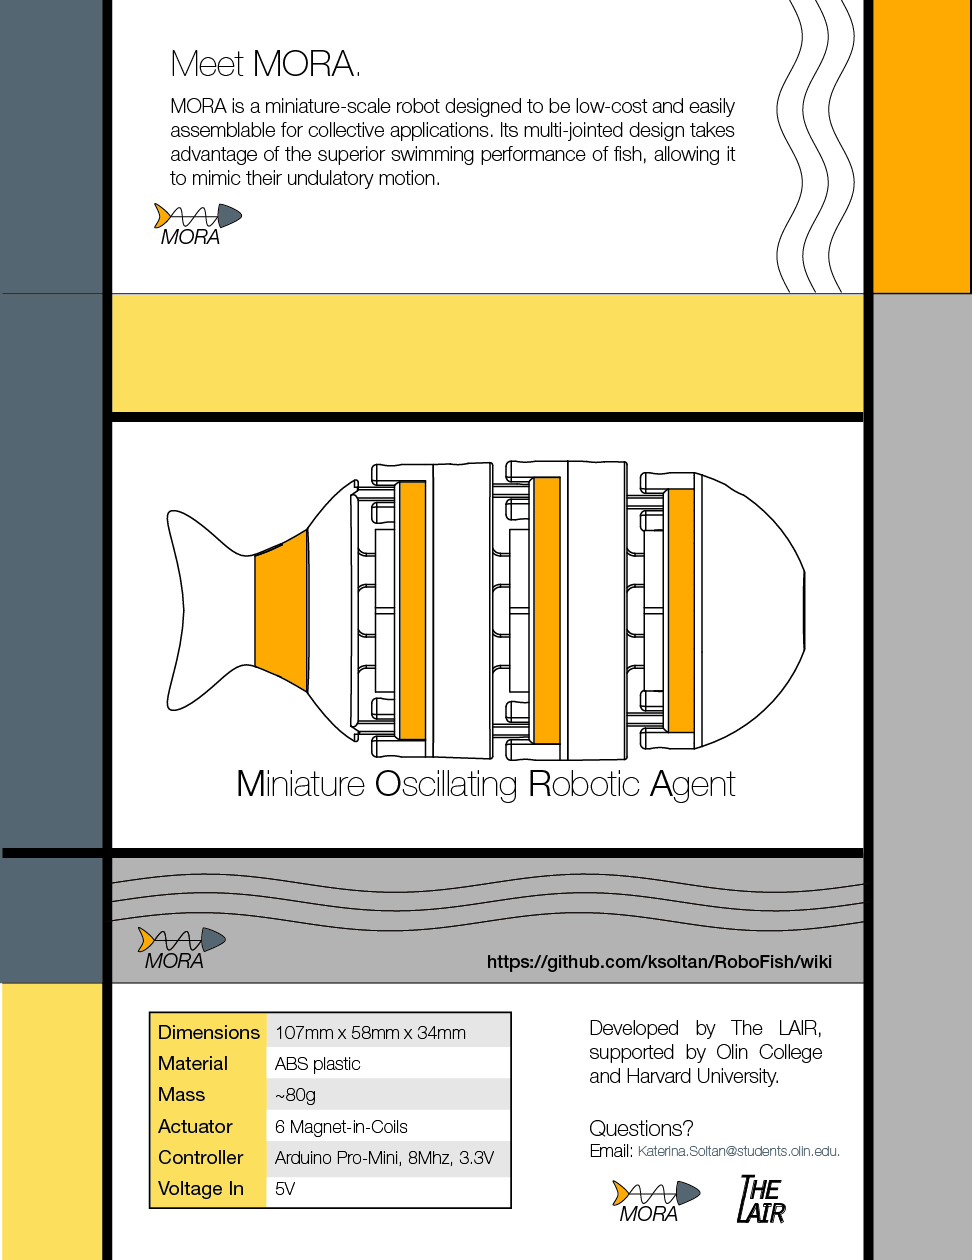 Meet MORA.
MORA is a miniature-scale robot designed to be low-cost and easily
assemblable for collective applications. Its multi-jointed design takes
advantage of the superior swimming performance of fish, allowing it
to mimic their undulatory motion.
MORA
Miniature Oscillating Robotic Agent
MORA
https://github.com/ksoltan/RoboFish/wiki
Dimensions 107mm x 58mm x 34mm
Material ABS plastic
Mass ~80g
Actuator 6 Magnet-in-Coils
Controller Arduino Pro-Mini, 8Mhz, 3.3V
Voltage In 5V
Developed by The LAIR,
supported by Olin College
and Harvard University.
Questions?
Email: Katerina.Soltan@students.olin.edu.
MORA
THE
LAIR